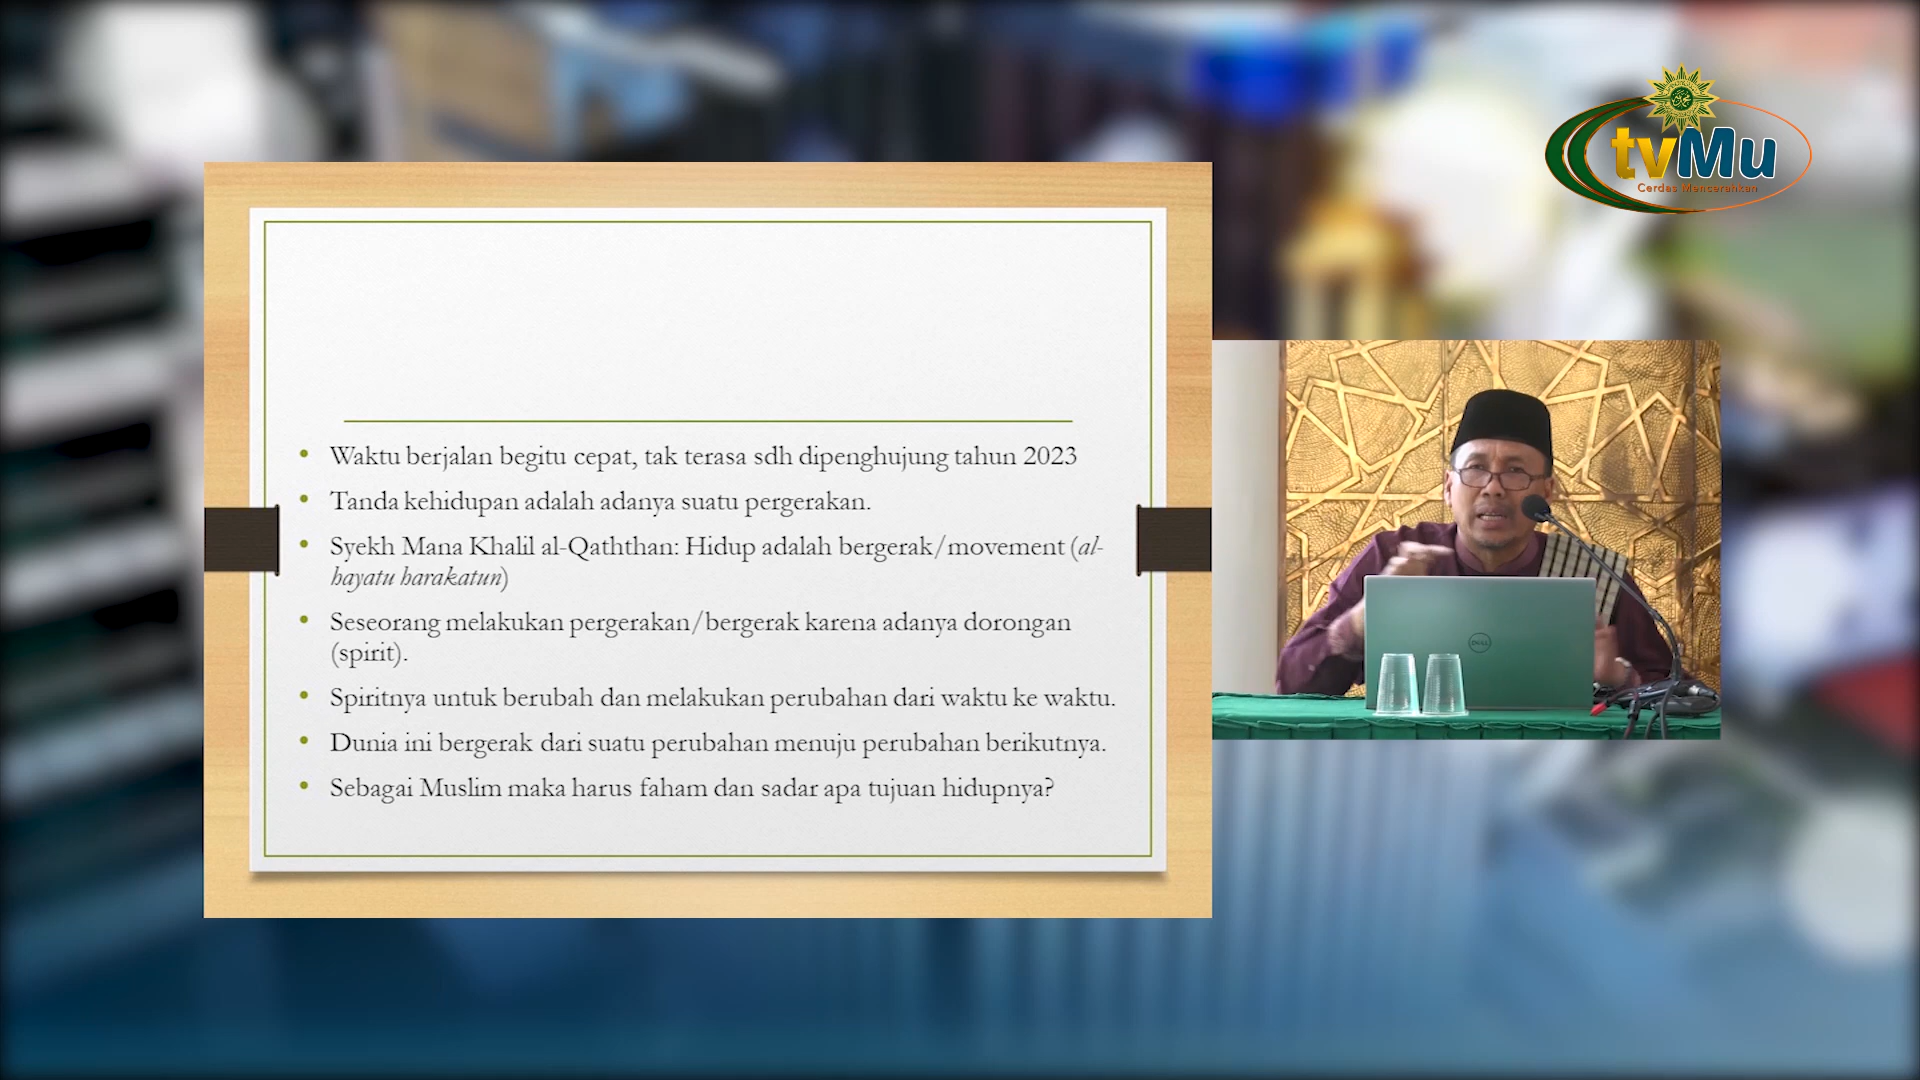 tvMu
Cerdas Mencerahkan
• Waktu berjalan begitu cepat, tak terasa sdh dipenghujung tahun 2023
• Tanda kehidupan adalah adanya suatu pergerakan.
• Syekh Mana Khalil al-Qaththan: Hidup adalah bergerak/movement (al-
hayatu harakatun)
• Seseorang melakukan pergerakan/bergerak karena adanya dorongan
(spirit).
• Spiritnya untuk berubah dan melakukan perubahan dari waktu ke waktu.
• Dunia ini bergerak dari suatu perubahan menuju perubahan berikutnya.
• Sebagai Muslim maka harus faham dan sadar apa tujuan hidupnya?
DELL